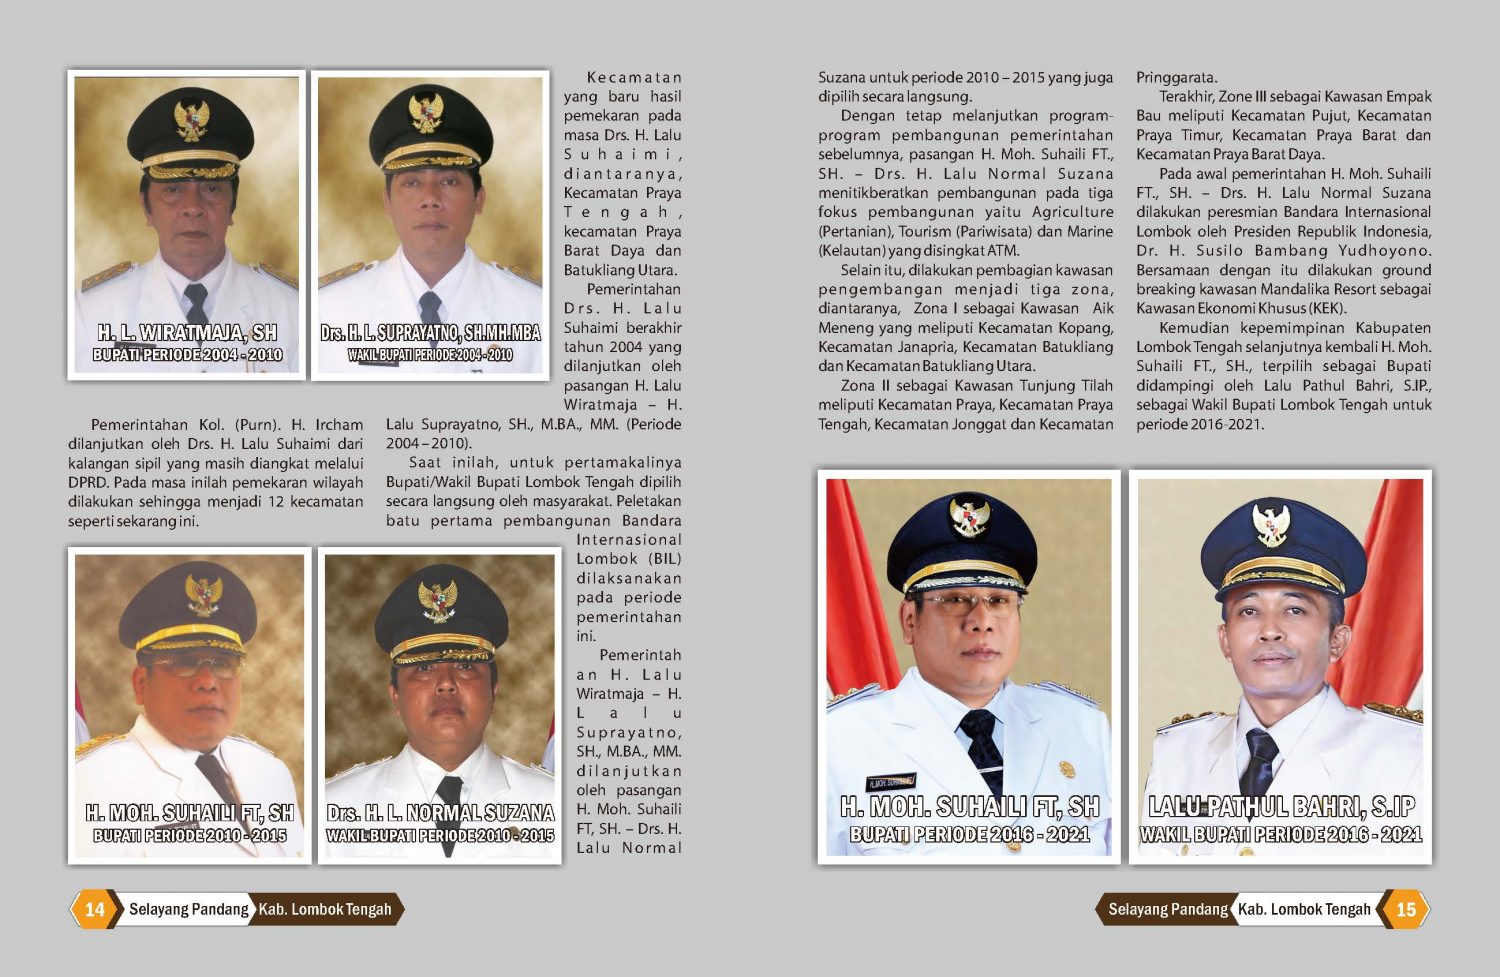 H. L. WIRATMAJA, SH
BUPATI PERIODE 2004 - 2010
Drs. H. L. SUPRAYATNO, SH.MH.MBA
WAKIL BUPATI PERIODE 2004 - 2010
Pemerintahan Kol. (Purn). H. Ircham
dilanjutkan oleh Drs. H. Lalu Suhaimi dari
kalangan sipil yang masih diangkat melalui
DPRD. Pada masa inilah pemekaran wilayah
dilakukan sehingga menjadi 12 kecamatan
seperti sekarang ini.
Kecamatan
yang baru hasil
pemekaran pada
masa Drs. H. Lalu
Suhaimi,
diantaranya,
Kecamatan Praya
Tengah,
kecamatan Praya
Barat Daya dan
Batukliang Utara.
Pemerintahan
Drs. H. Lalu
Suhaimi berakhir
tahun 2004 yang
dilanjutkan oleh
pasangan H. Lalu
Wiratmaja – H.
Lalu Suprayatno, SH., M.BA., MM. (Periode
2004 – 2010).
Saat inilah, untuk pertamakalinya
Bupati/Wakil Bupati Lombok Tengah dipilih
secara langsung oleh masyarakat. Peletakan
batu pertama pembangunan Bandara
Internasional
Lombok (BIL)
dilaksanakan
pada periode
pemerintahan
ini.
Pemerintah
an H. Lalu
Wiratmaja – H.
Lalu
Suprayatno,
SH., M.BA., MM.
dilanjutkan
oleh pasangan
H. Moh. Suhaili
FT, SH. – Drs. H.
Lalu Normal
H. MOH. SUHAILI FT, SH
BUPATI PERIODE 2010 - 2015
Drs. H. L. NORMAL SUZANA
WAKIL BUPATI PERIODE 2010 - 2015
14 Selayang Pandang Kab. Lombok Tengah
Suzana untuk periode 2010 – 2015 yang juga
dipilih secara langsung.
Dengan tetap melanjutkan program-
program pembangunan pemerintahan
sebelumnya, pasangan H. Moh. Suhaili FT.,
SH. – Drs. H. Lalu Normal Suzana
menitikberatkan pembangunan pada tiga
fokus pembangunan yaitu Agriculture
(Pertanian), Tourism (Pariwisata) dan Marine
(Kelautan) yang disingkat ATM.
Selain itu, dilakukan pembagian kawasan
pengembangan menjadi tiga zona,
diantaranya, Zona I sebagai Kawasan Aik
Meneng yang meliputi Kecamatan Kopang,
Kecamatan Janapria, Kecamatan Batukliang
dan Kecamatan Batukliang Utara.
Zona II sebagai Kawasan Tunjung Tilah
meliputi Kecamatan Praya, Kecamatan Praya
Tengah, Kecamatan Jonggat dan Kecamatan
Pringgarata.
Terakhir, Zone III sebagai Kawasan Empak
Bau meliputi Kecamatan Pujut, Kecamatan
Praya Timur, Kecamatan Praya Barat dan
Kecamatan Praya Barat Daya.
Pada awal pemerintahan H. Moh. Suhaili
FT., SH. – Drs. H. Lalu Normal Suzana
dilakukan peresmian Bandara Internasional
Lombok oleh Presiden Republik Indonesia,
Dr. H. Susilo Bambang Yudhoyono.
Bersamaan dengan itu dilakukan ground
breaking kawasan Mandalika Resort sebagai
Kawasan Ekonomi Khusus (KEK).
Kemudian kepemimpinan Kabupaten
Lombok Tengah selanjutnya kembali H. Moh.
Suhaili FT., SH., terpilih sebagai Bupati
didampingi oleh Lalu Pathul Bahri, S.IP.,
sebagai Wakil Bupati Lombok Tengah untuk
periode 2016-2021.
H. MOH. SUHAILI FT, SH
BUPATI PERIODE 2016 - 2021
LALU PATHUL BAHRI, S.IP
WAKIL BUPATI PERIODE 2016 - 2021
Selayang Pandang Kab. Lombok Tengah 15